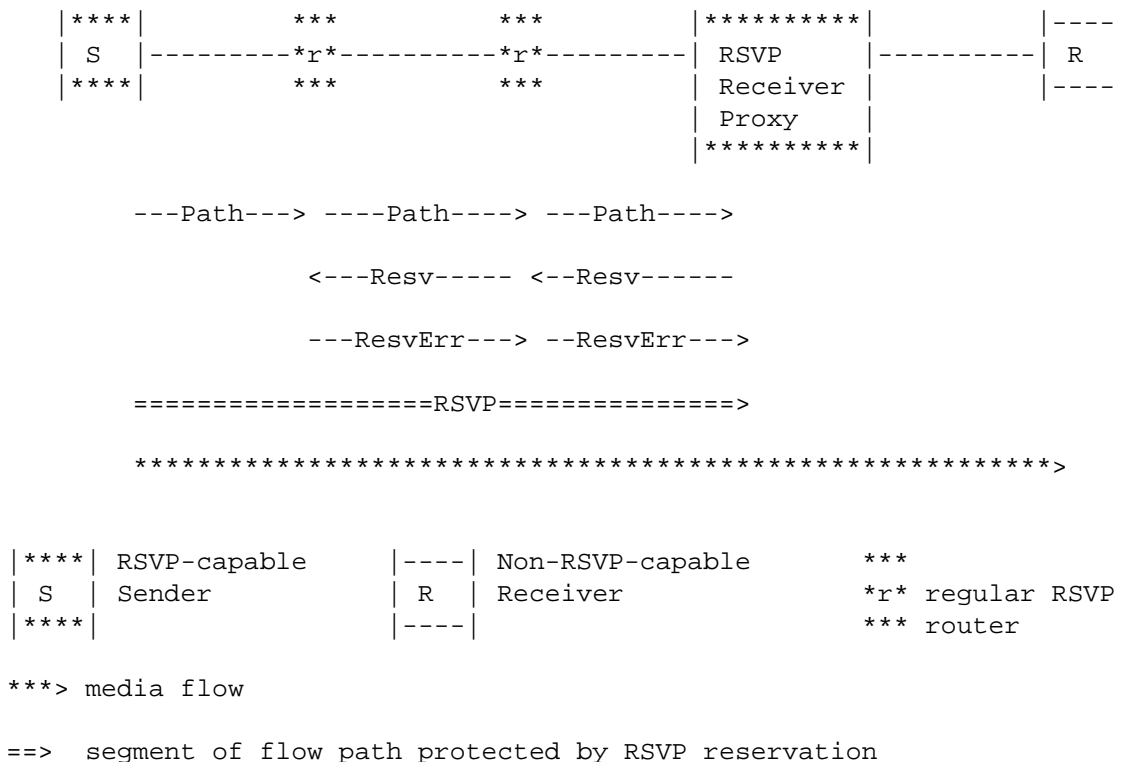 |****|         ***          ***          |**********|           |----
| S  |---------*r*----------*r*---------| RSVP     |----------| R
|****|         ***          ***          | Receiver |           |----
| Proxy    |
|**********|
---Path---> ----Path----> ---Path---->
<---Resv----- <--Resv------
---ResvErr---> --ResvErr--->
===================RSVP===============>
***********************************************************>
|****| RSVP-capable     |----| Non-RSVP-capable       ***
| S  | Sender           | R  | Receiver              *r* regular RSVP
|****|                  |----|                       *** router
***> media flow
==>  segment of flow path protected by RSVP reservation